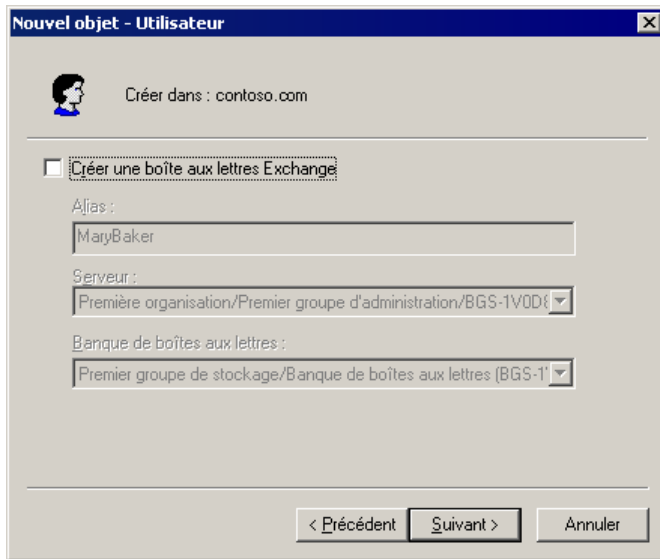 Nouvel objet - Utilisateur
Créer dans : contoso.com
Créer une boîte aux lettres Exchange
Alias :
MaryBaker
Serveur :
Première organisation/Premier groupe d'administration/BGS-1V0D8
Banque de boîtes aux lettres :
Premier groupe de stockage/Banque de boîtes aux lettres (BGS-1
< Précédent
Suivant >
Annuler